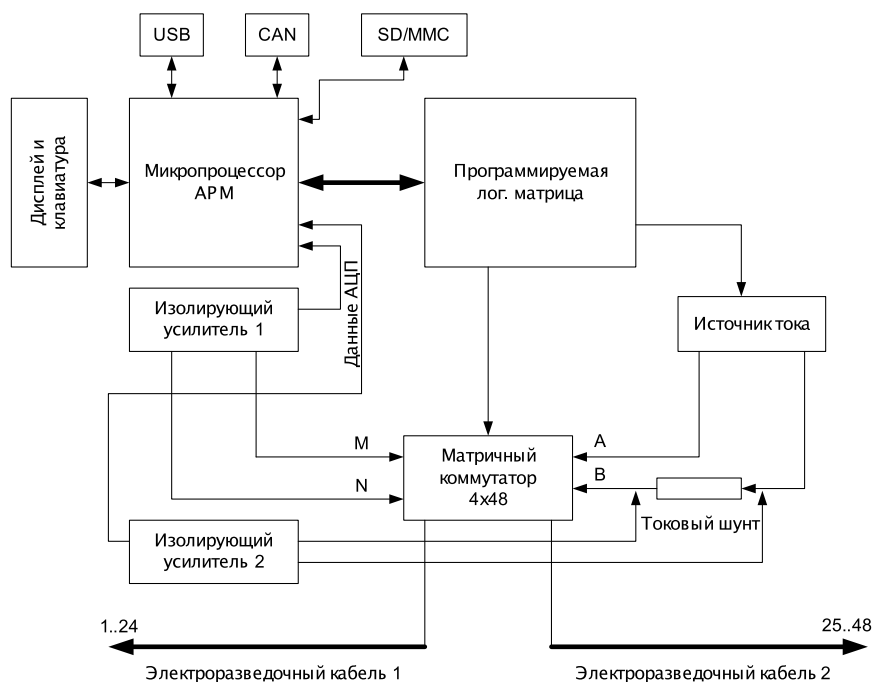 USB
CAN
SD/MMC
Дисплей и
клавиатура
Микропроцессор
АРМ
Программируемая
лог. матрица
Изолирующий
усилитель 1
Данные АЦП
Источник тока
M
N
Матричный
коммутатор
4x48
A
B
Токовый шунт
Изолирующий
усилитель 2
1..24
25..48
Электроразведочный кабель 1
Электроразведочный кабель 2